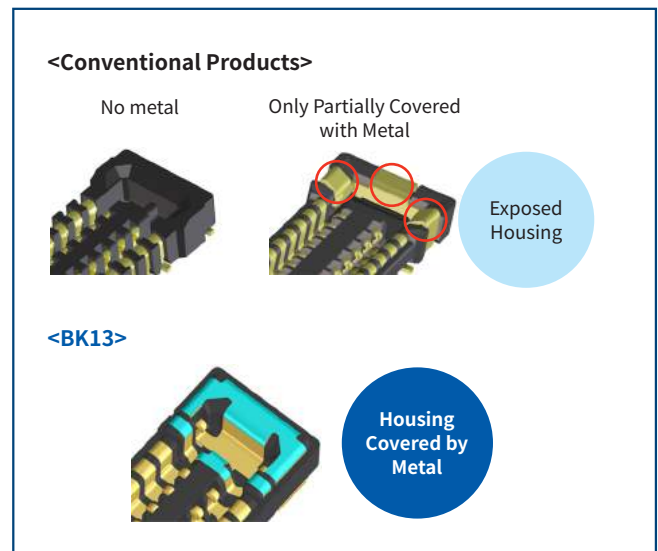 <Conventional Products>
No metal
Only Partially Covered
with Metal
Exposed
Housing
<BK13>
Housing
Covered by
Metal